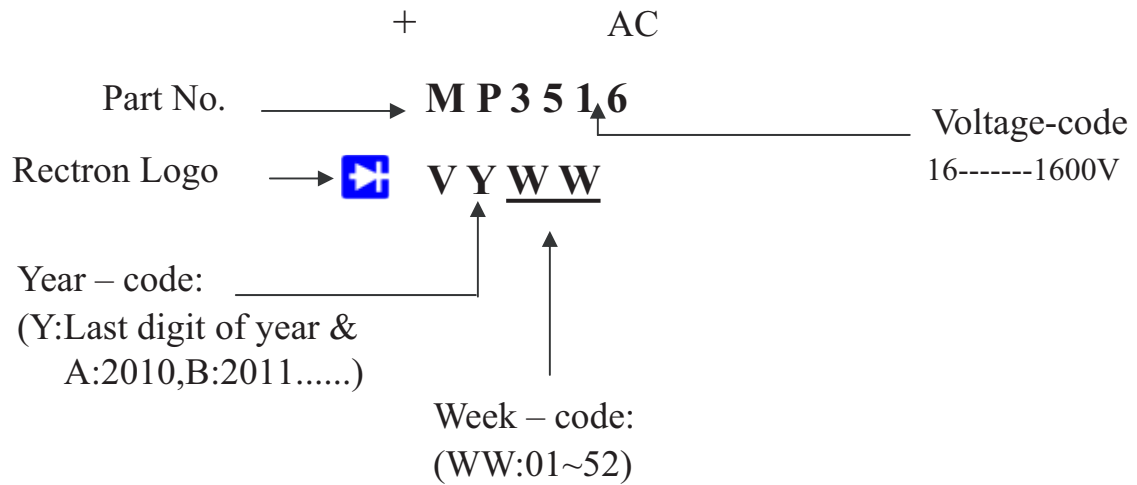 + AC
Part No. M P 3 5 1 6
Voltage-code
Rectron Logo V Y W W
16-------1600V
Year – code:
(Y:Last digit of year &
A:2010,B:2011......)
Week – code:
(WW:01~52)